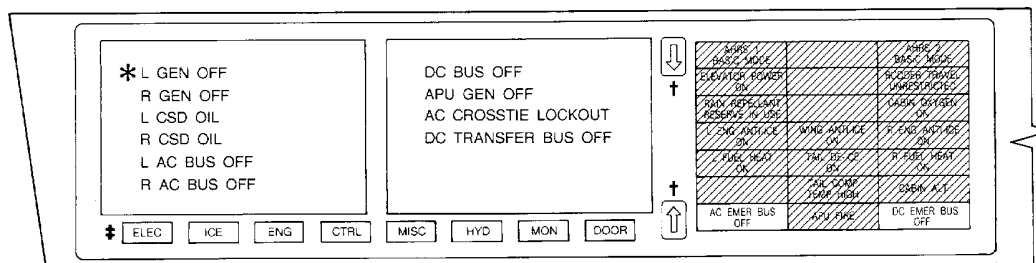 * L GEN OFF
R GEN OFF
L CSD OIL
R CSD OIL
L AC BUS OFF
R AC BUS OFF
DC BUS OFF
APU GEN OFF
AC CROSSTIE LOCKOUT
DC TRANSFER BUS OFF
†
†
‡ ELEC ICE ENG CTRL MISC HYD MON DOOR
AHRS 1
BASIC MODE
AHRS 2
BASIC MODE
ELEVATOR POWER
ON
RUDDER TRAVEL
UNRESTRICTED
RAIN REPELLANT
RESERVE IN USE
CABIN OXYGEN
ON
L ENG ANTI-ICE
ON
WING ANTI-ICE
ON
R ENG ANTI-ICE
ON
L FUEL HEAT
ON
TAIL DE-ICE
ON
R FUEL HEAT
ON
TAIL COMP
TEMP HIGH
CABIN ALT
AC EMER BUS
OFF
APU FIRE
DC EMER BUS
OFF